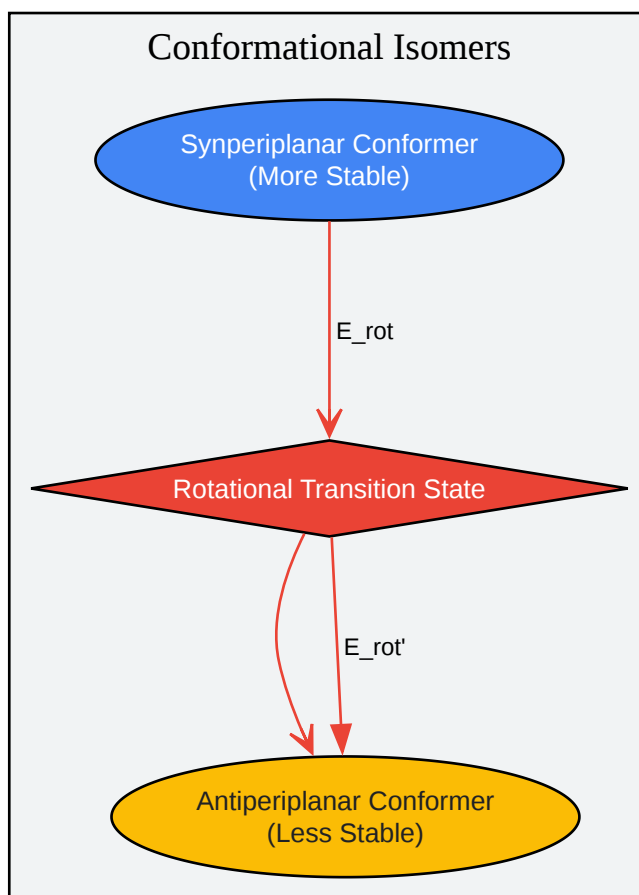 Conformational Isomers
Synperiplanar Conformer
(More Stable)
E_rot
Rotational Transition State
E_rot'
Antiperiplanar Conformer
(Less Stable)